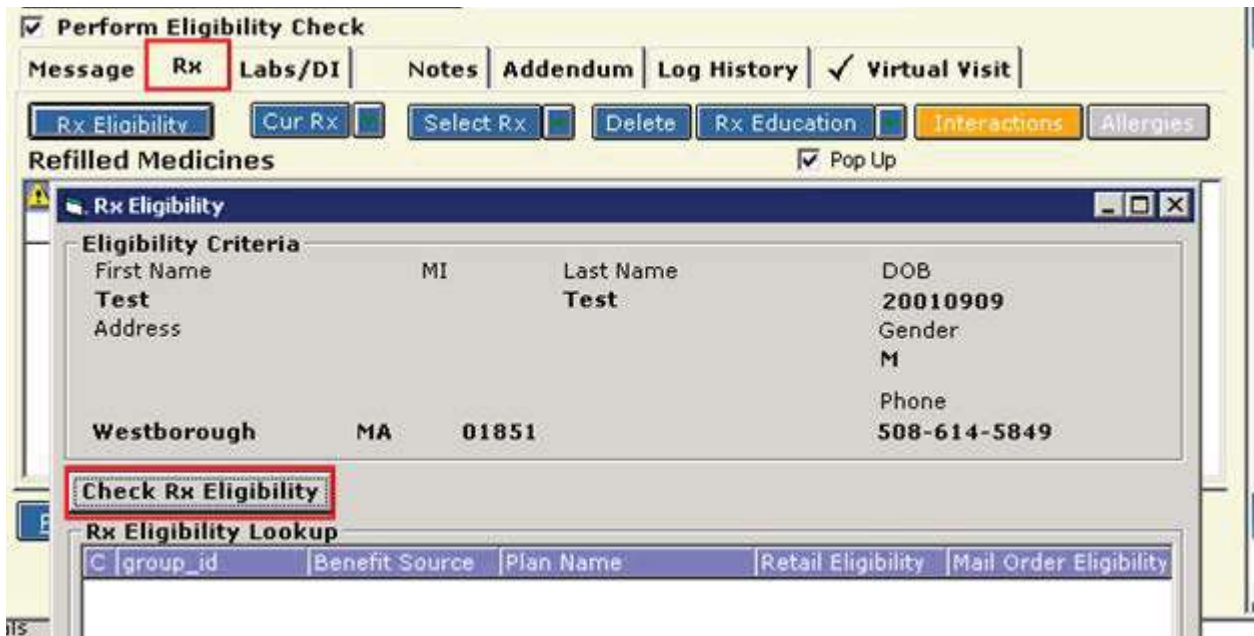 Perform Eligibility Check
Message Rx Labs/DI Notes Addendum Log History ✓ Virtual Visit
Rx Eligibility Cur Rx Select Rx Delete Rx Education Interactions Allergies
Refilled Medicines Pop Up
Rx Eligibility
Eligibility Criteria
First Name MI Last Name DOB
Test Test 20010909
Address Gender
M
Phone
Westborough MA 01851 508-614-5849
Check Rx Eligibility
Rx Eligibility Lookup
C group_id Benefit Source Plan Name Retail Eligibility Mail Order Eligibility